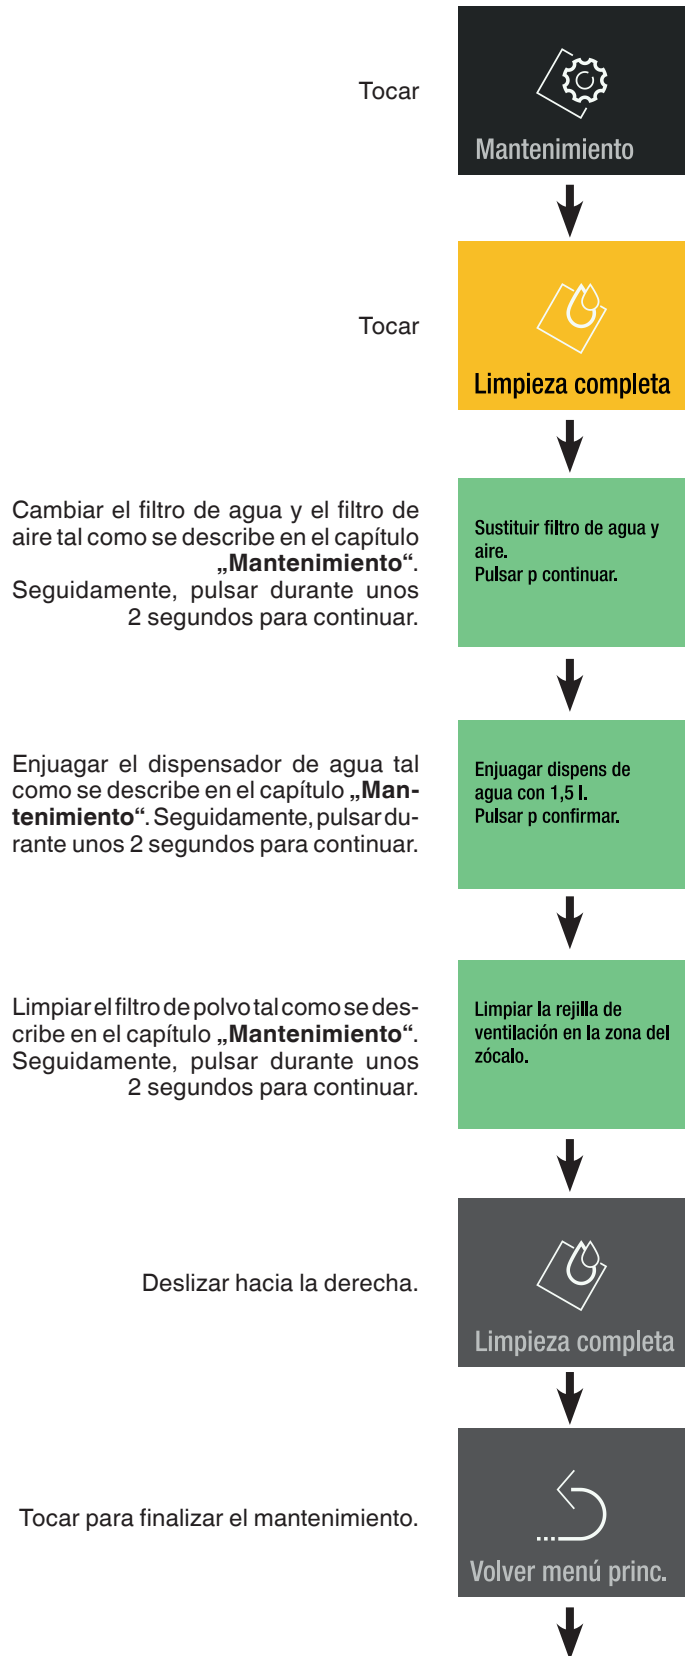 Tocar
Mantenimiento
Tocar
Limpieza completa
Cambiar el filtro de agua y el filtro de
aire tal como se describe en el capítulo
„Mantenimiento“.
Seguidamente, pulsar durante unos
2 segundos para continuar.
Sustituir filtro de agua y
aire.
Pulsar p continuar.
Enjuagar el dispensador de agua tal
como se describe en el capítulo „Man-
tenimiento“. Seguidamente, pulsar du-
rante unos 2 segundos para continuar.
Enjuagar dispens de
agua con 1,5 l.
Pulsar p confirmar.
Limpiar el filtro de polvo tal como se des-
cribe en el capítulo „Mantenimiento“.
Seguidamente, pulsar durante unos
2 segundos para continuar.
Limpiar la rejilla de
ventilación en la zona del
zócalo.
Deslizar hacia la derecha.
Limpieza completa
Tocar para finalizar el mantenimiento.
Volver menú princ.